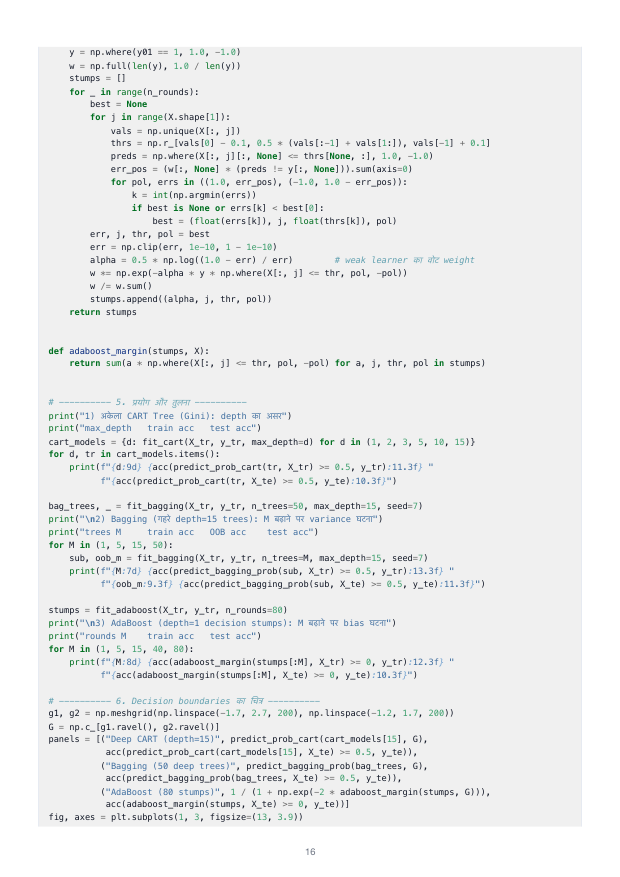 y = np.where(y01 == 1, 1.0, -1.0)
    w = np.full(len(y), 1.0 / len(y))
    stumps = []
    for _ in range(n_rounds):
        best = None
        for j in range(X.shape[1]):
            vals = np.unique(X[:, j])
            thrs = np.r_[vals[0] - 0.1, 0.5 * (vals[:-1] + vals[1:]), vals[-1] + 0.1]
            preds = np.where(X[:, j][:, None] <= thrs[None, :], 1.0, -1.0)
            err_pos = (w[:, None] * (preds != y[:, None])).sum(axis=0)
            for pol, errs in ((1.0, err_pos), (-1.0, 1.0 - err_pos)):
                k = int(np.argmin(errs))
                if best is None or errs[k] < best[0]:
                    best = (float(errs[k]), j, float(thrs[k]), pol)
        err, j, thr, pol = best
        err = np.clip(err, 1e-10, 1 - 1e-10)
        alpha = 0.5 * np.log((1.0 - err) / err)        # weak learner का वोट weight
        w *= np.exp(-alpha * y * np.where(X[:, j] <= thr, pol, -pol))
        w /= w.sum()
        stumps.append((alpha, j, thr, pol))
    return stumps
def adaboost_margin(stumps, X):
    return sum(a * np.where(X[:, j] <= thr, pol, -pol) for a, j, thr, pol in stumps)
# ---------- 5. प्रयोग और तुलना ----------
print("1) अकेला CART Tree (Gini): depth का असर")
print("max_depth   train acc   test acc")
cart_models = {d: fit_cart(X_tr, y_tr, max_depth=d) for d in (1, 2, 3, 5, 10, 15)}
for d, tr in cart_models.items():
    print(f"{d:9d} {acc(predict_prob_cart(tr, X_tr) >= 0.5, y_tr):11.3f} "
          f"{acc(predict_prob_cart(tr, X_te) >= 0.5, y_te):10.3f}")
bag_trees, _ = fit_bagging(X_tr, y_tr, n_trees=50, max_depth=15, seed=7)
print("\n2) Bagging (गहरे depth=15 trees): M बढ़ाने पर variance घटना")
print("trees M    train acc   OOB acc    test acc")
for M in (1, 5, 15, 50):
    sub, oob_m = fit_bagging(X_tr, y_tr, n_trees=M, max_depth=15, seed=7)
    print(f"{M:7d} {acc(predict_bagging_prob(sub, X_tr) >= 0.5, y_tr):13.3f} "
          f"{oob_m:9.3f} {acc(predict_bagging_prob(sub, X_te) >= 0.5, y_te):11.3f}")
stumps = fit_adaboost(X_tr, y_tr, n_rounds=80)
print("\n3) AdaBoost (depth=1 decision stumps): M बढ़ाने पर bias घटना")
print("rounds M    train acc   test acc")
for M in (1, 5, 15, 40, 80):
    print(f"{M:8d} {acc(adaboost_margin(stumps[:M], X_tr) >= 0, y_tr):12.3f} "
          f"{acc(adaboost_margin(stumps[:M], X_te) >= 0, y_te):10.3f}")
# ---------- 6. Decision boundaries का चित्र ----------
g1, g2 = np.meshgrid(np.linspace(-1.7, 2.7, 200), np.linspace(-1.2, 1.7, 200))
G = np.c_[g1.ravel(), g2.ravel()]
panels = [("Deep CART (depth=15)", predict_prob_cart(cart_models[15], G),
           acc(predict_prob_cart(cart_models[15], X_te) >= 0.5, y_te)),
          ("Bagging (50 deep trees)", predict_bagging_prob(bag_trees, G),
           acc(predict_bagging_prob(bag_trees, X_te) >= 0.5, y_te)),
          ("AdaBoost (80 stumps)", 1 / (1 + np.exp(-2 * adaboost_margin(stumps, G))),
           acc(adaboost_margin(stumps, X_te) >= 0, y_te))]
fig, axes = plt.subplots(1, 3, figsize=(13, 3.9))
16